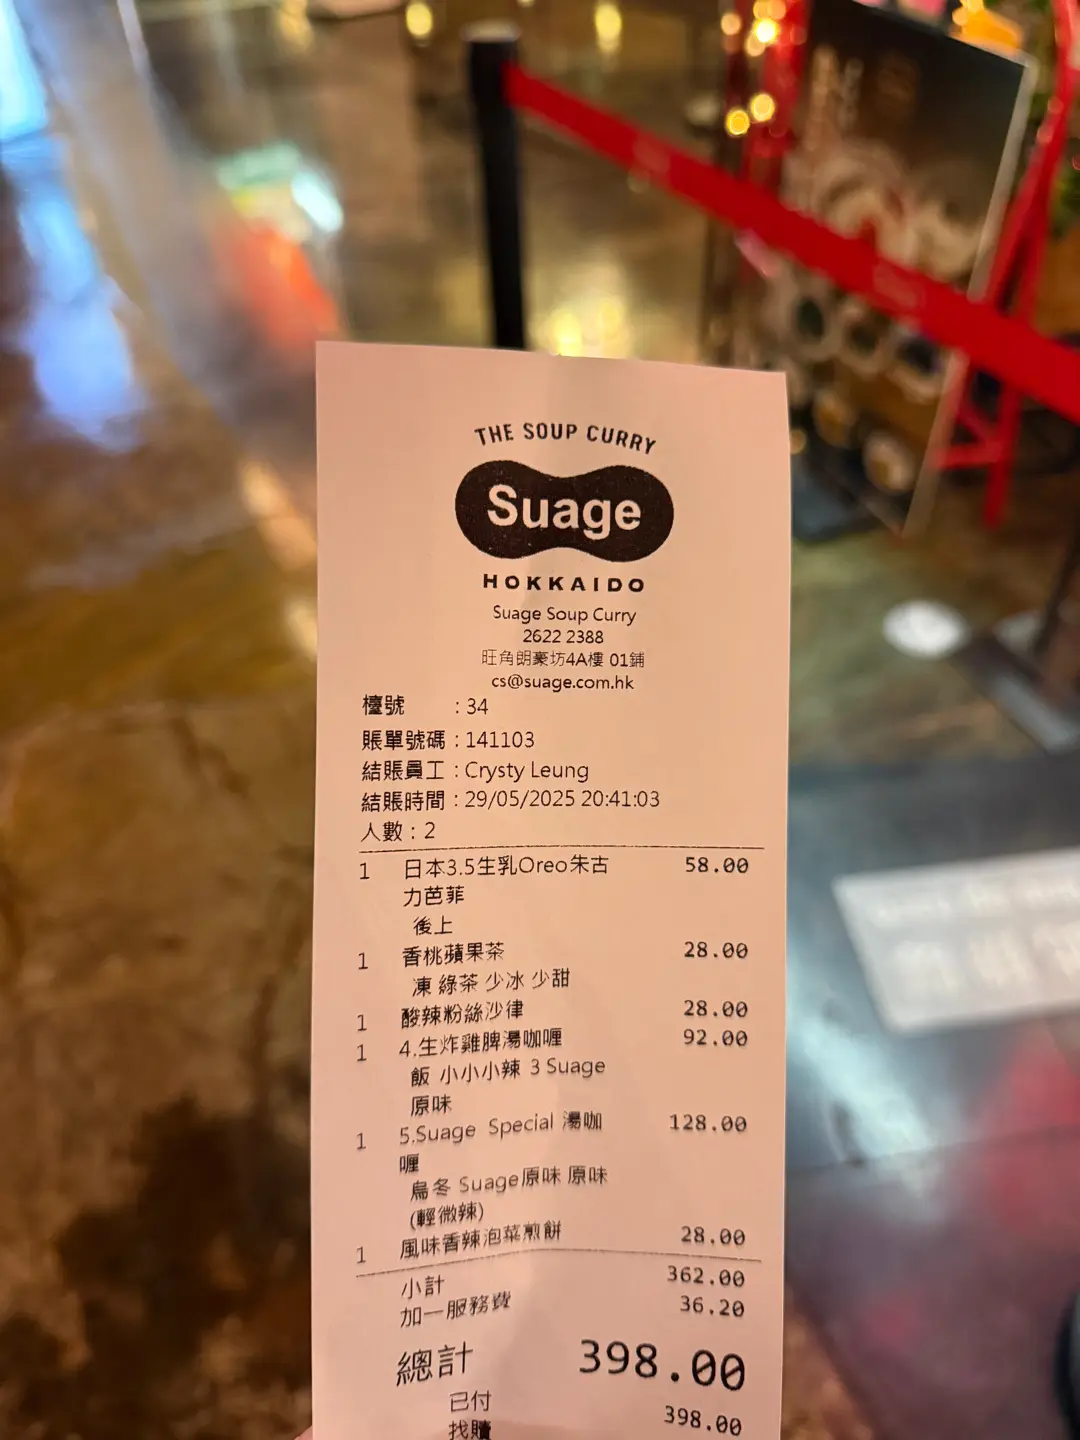 THE SOUP CURRY
Suage
HOKKAIDO
Suage Soup Curry
2622 2388
旺角朗豪坊4A樓 01鋪
cs@suage.com.hk
檯號 : 34
賬單號碼 : 141103
結賬員工 : Crysty Leung
結賬時間 : 29/05/2025 20:41:03
人數 : 2
1 日本3.5生乳Oreo朱古 58.00
力芭菲
後上
1 香桃蘋果茶 28.00
凍 綠茶 少冰 少甜
1 酸辣粉絲沙律 28.00
1 4.生炸雞脾湯咖喱 92.00
飯 小小小辣 3 Suage
原味
1 5.Suage Special 湯咖 128.00
喱
烏冬 Suage原味 原味
(輕微辣)
1 風味香辣泡菜煎餅 28.00
小計 362.00
加一服務費 36.20
總計 398.00
已付 398.00
找贖